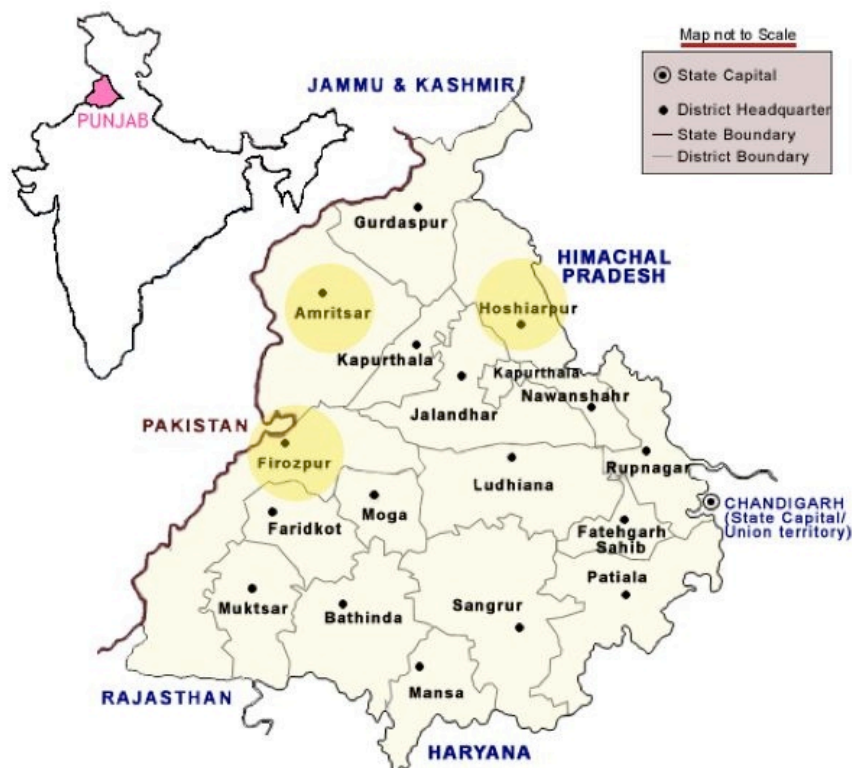 Map not to Scale
State Capital
District Headquarter
State Boundary
District Boundary
PUNJAB
JAMMU & KASHMIR
Gurdaspur
HIMACHAL
PRADESH
Amritsar
Hoshiarpur
Kapurthala
Kapurthala
Nawanshahr
Jalandhar
PAKISTAN
Firozpur
Ludhiana
Rupnagar
Moga
Faridkot
CHANDIGARH
(State Capital/
Union territory)
Fatehgarh
Sahib
Patiala
Muktsar
Bathinda
Sangrur
Mansa
RAJASTHAN
HARYANA